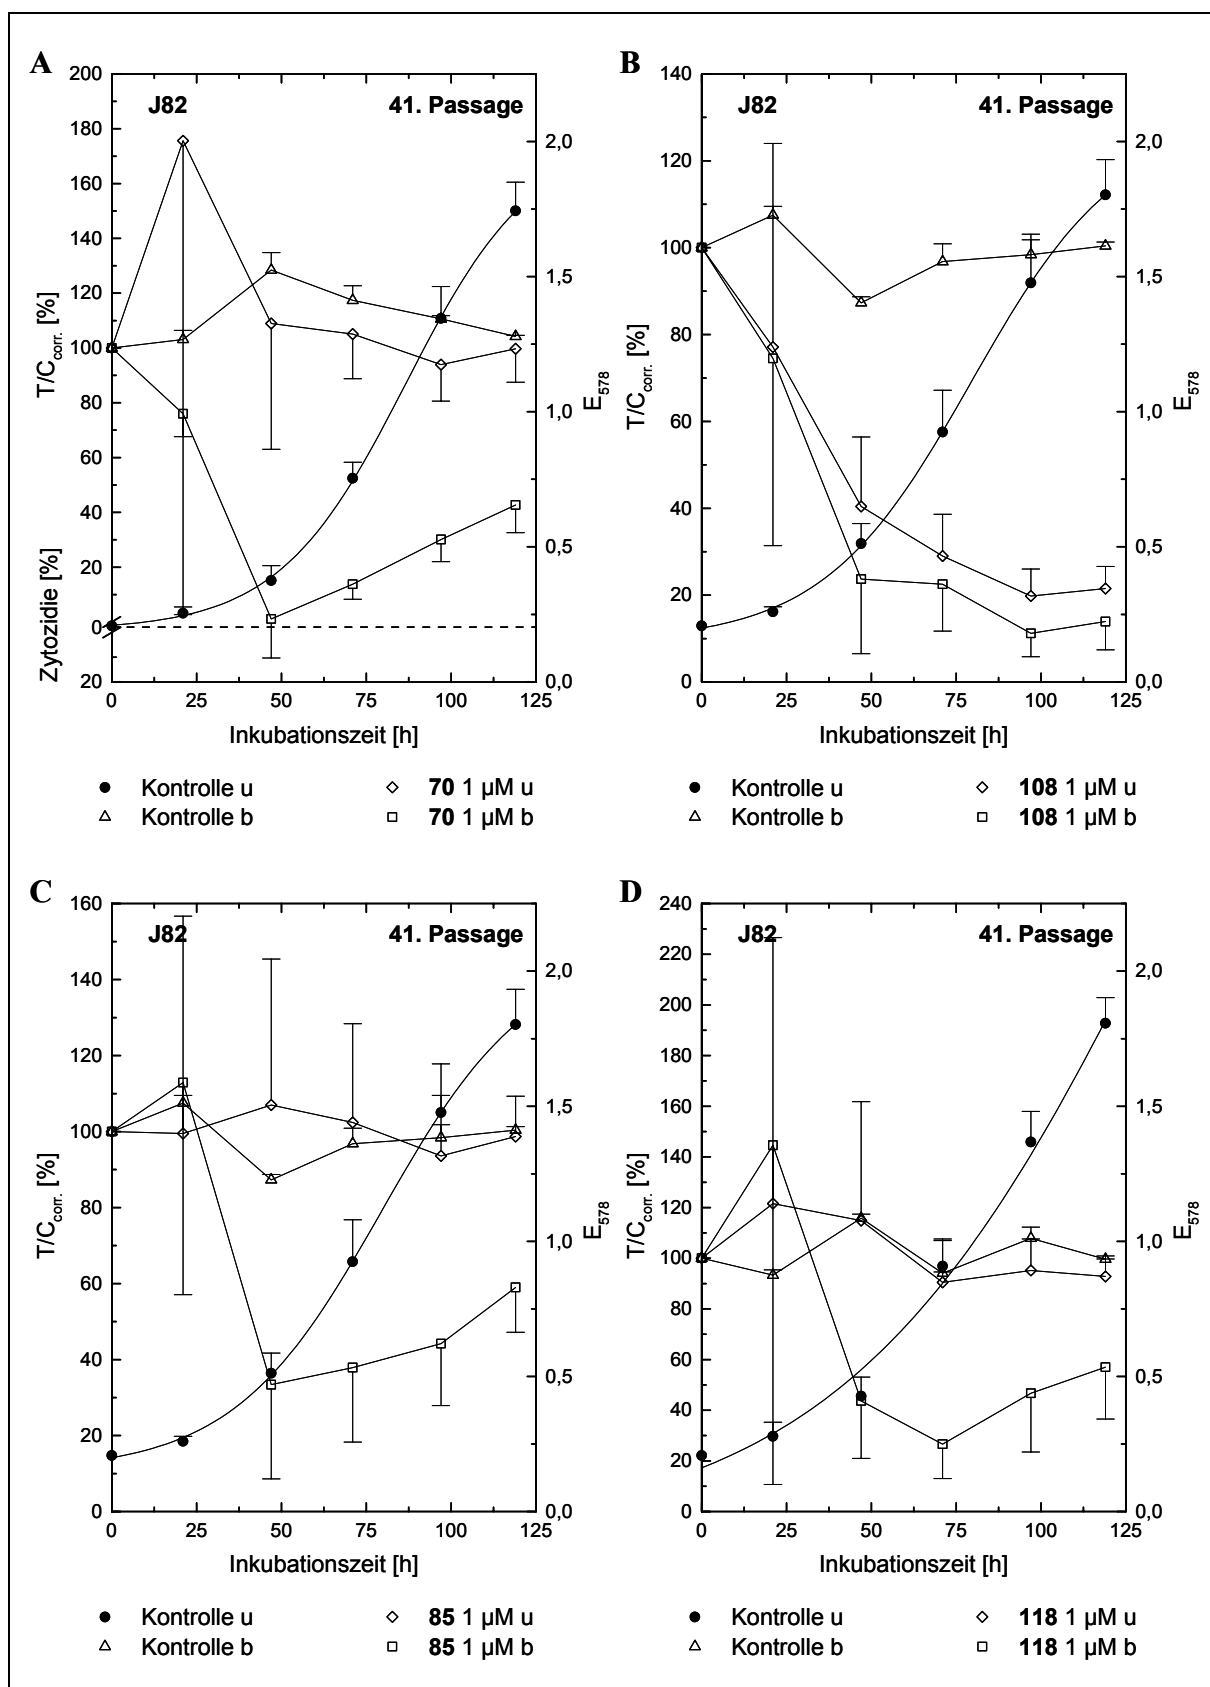 A
J82
41. Passage
200
180
160
140
120
100
80
60
40
20
0
20
T/Ccorr. [%]
Zytozidie [%]
2,0
1,5
1,0
0,5
0,0
E578
0
25
50
75
100
125
Inkubationszeit [h]
Kontrolle u
70 1 µM u
Kontrolle b
70 1 µM b
B
J82
41. Passage
140
120
100
80
60
40
20
0
T/Ccorr. [%]
2,0
1,5
1,0
0,5
0,0
E578
0
25
50
75
100
125
Inkubationszeit [h]
Kontrolle u
108 1 µM u
Kontrolle b
108 1 µM b
C
J82
41. Passage
160
140
120
100
80
60
40
20
0
T/Ccorr. [%]
2,0
1,5
1,0
0,5
0,0
E578
0
25
50
75
100
125
Inkubationszeit [h]
Kontrolle u
85 1 µM u
Kontrolle b
85 1 µM b
D
J82
41. Passage
240
220
200
180
160
140
120
100
80
60
40
20
0
T/Ccorr. [%]
2,0
1,5
1,0
0,5
0,0
E578
0
25
50
75
100
125
Inkubationszeit [h]
Kontrolle u
118 1 µM u
Kontrolle b
118 1 µM b